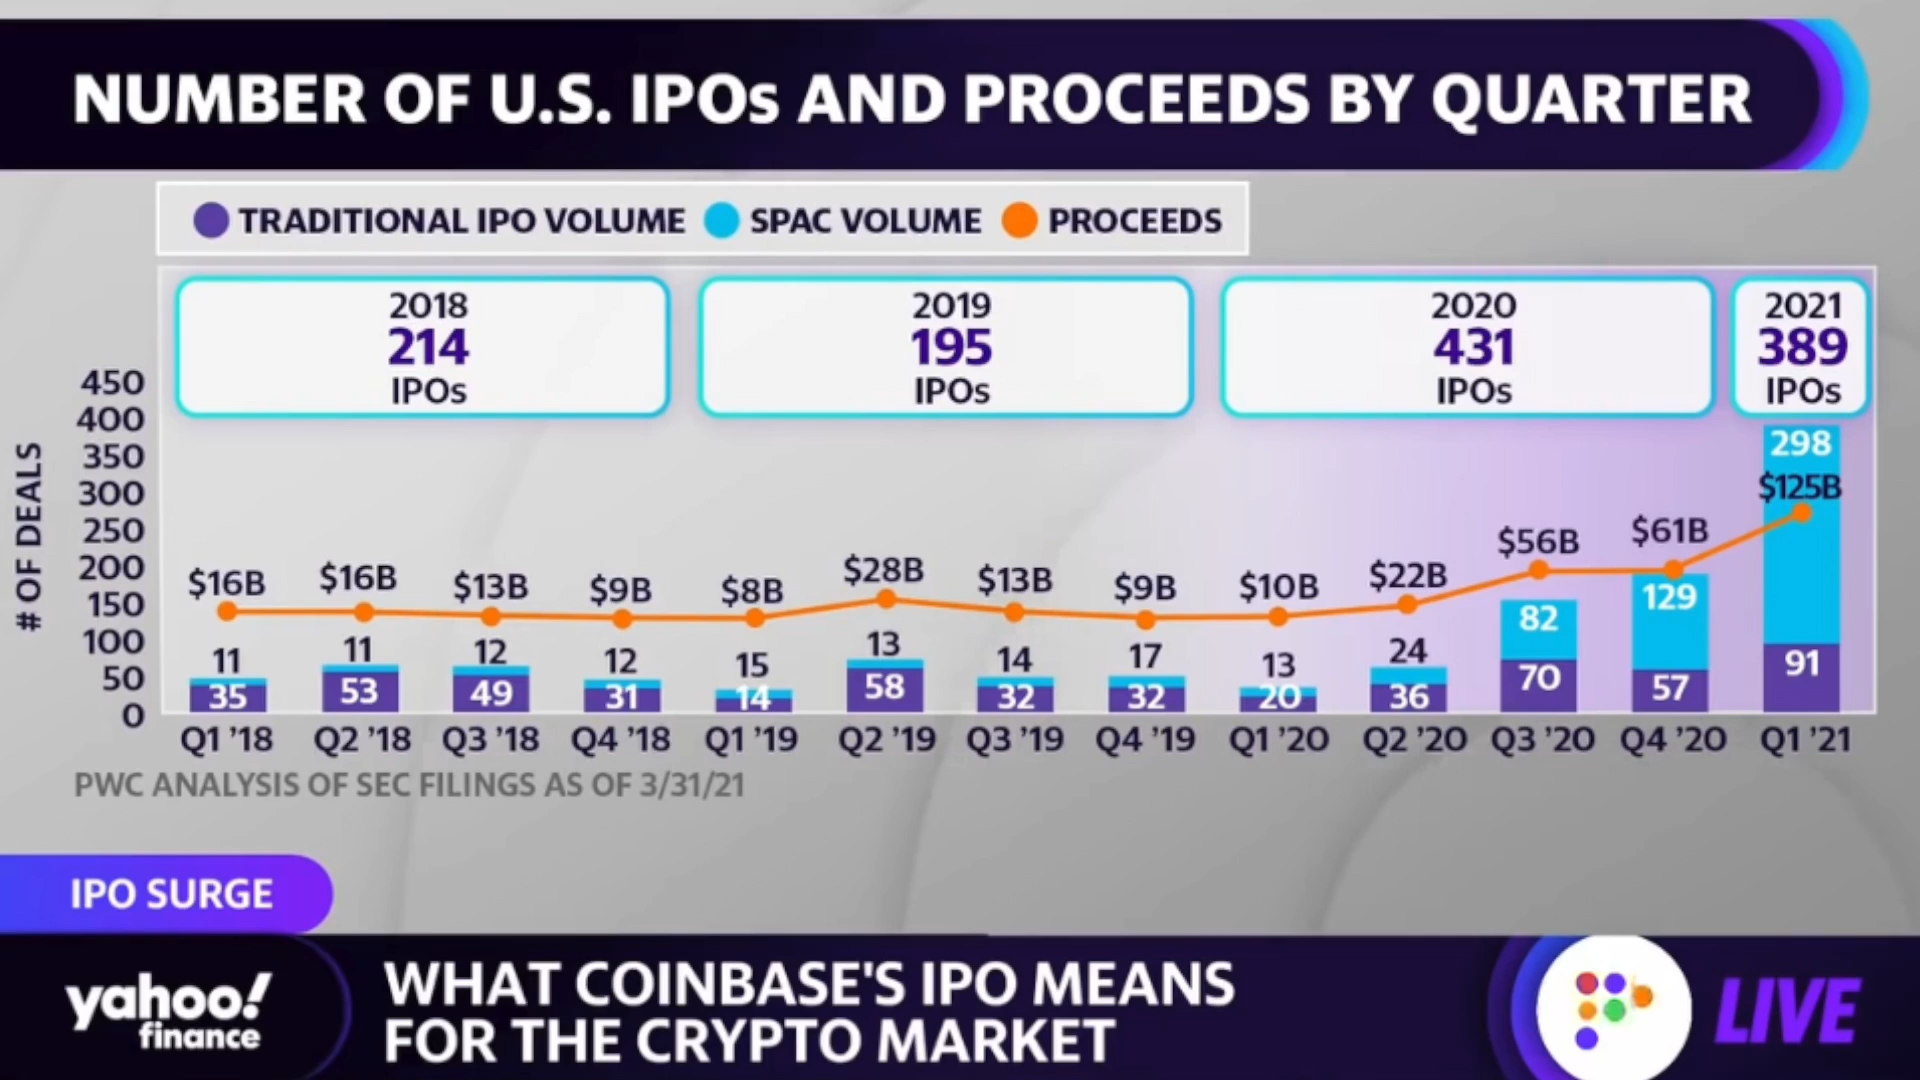 NUMBER OF U.S. IPOs AND PROCEEDS BY QUARTER
TRADITIONAL IPO VOLUME SPAC VOLUME PROCEEDS
2018
214
IPOs
2019
195
IPOs
2020
431
IPOs
2021
389
IPOs
# OF DEALS
450
400
350
300
250
200
150
100
50
0
$16B $16B $13B $9B $8B $28B $13B $9B $10B $22B $56B $61B $125B
11 11 12 12 15 13 14 17 13 24 82 129 298
35 53 49 31 14 58 32 32 20 36 70 57 91
Q1 ’18 Q2 ’18 Q3 ’18 Q4 ’18 Q1 ’19 Q2 ’19 Q3 ’19 Q4 ’19 Q1 ’20 Q2 ’20 Q3 ’20 Q4 ’20 Q1 ’21
PWC ANALYSIS OF SEC FILINGS AS OF 3/31/21
IPO SURGE
yahoo!
finance
WHAT COINBASE'S IPO MEANS
FOR THE CRYPTO MARKET
LIVE